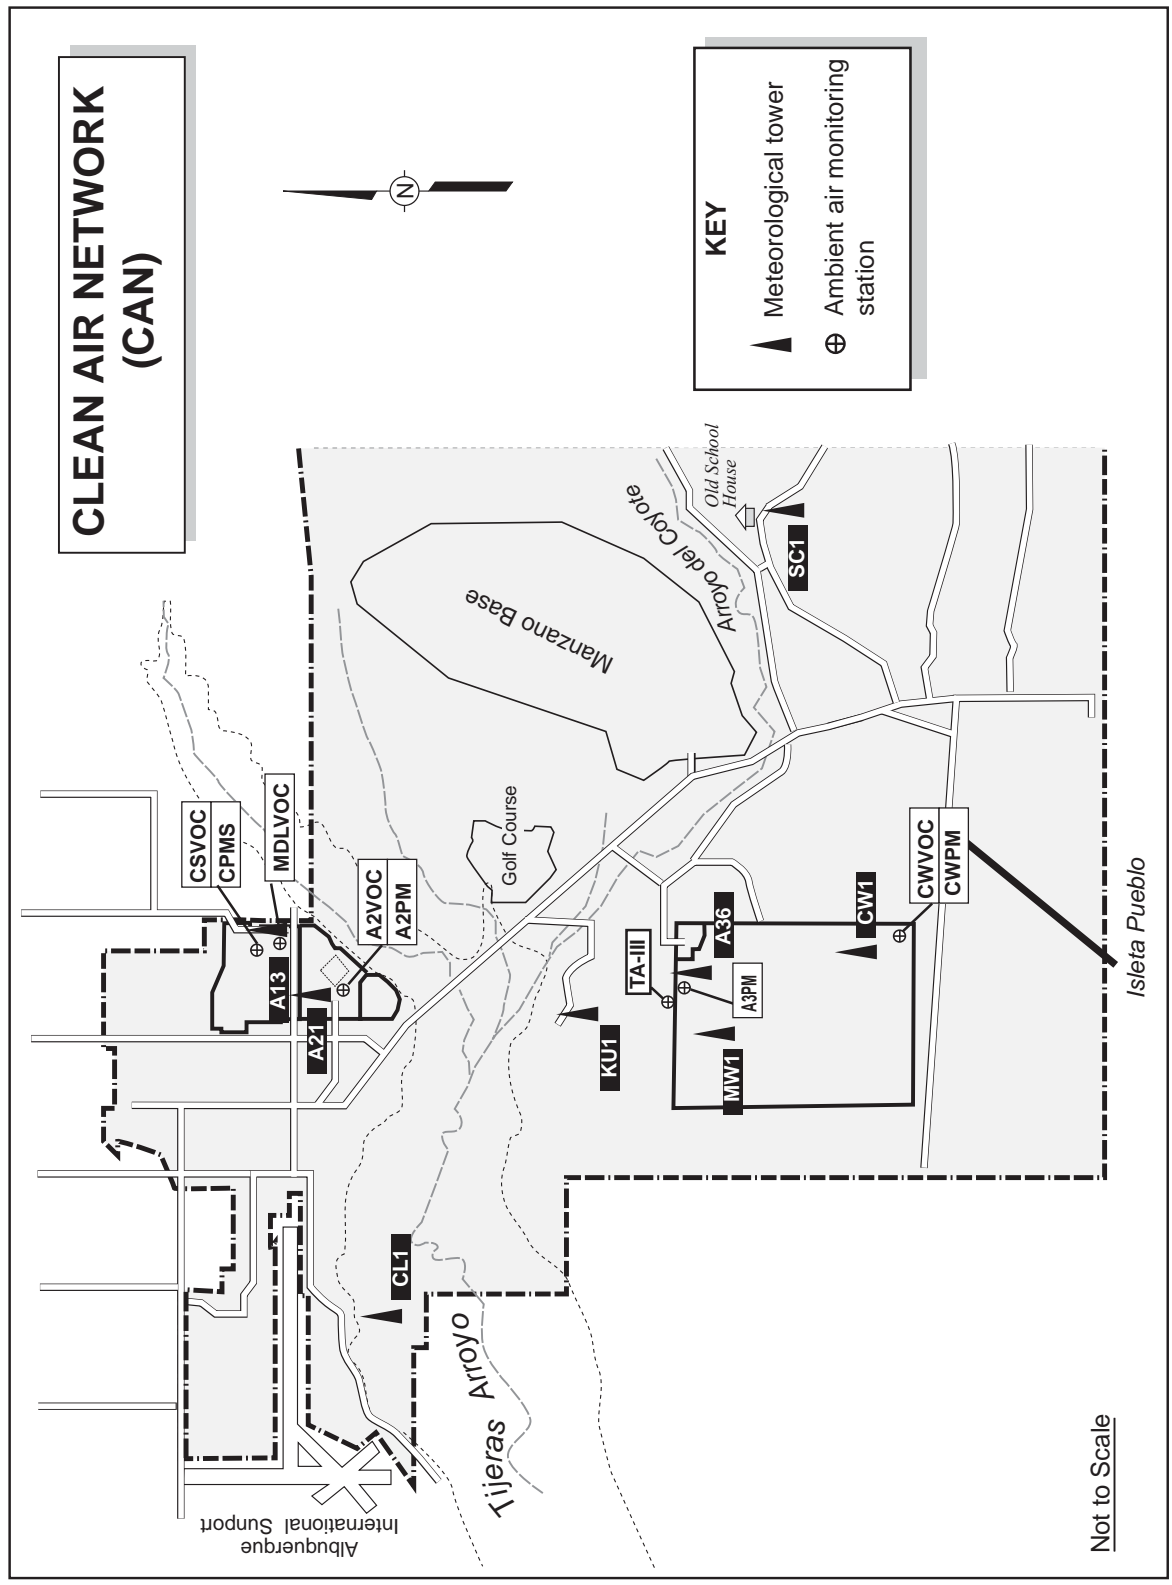 CLEAN AIR NETWORK
(CAN)
N
KEY
Meteorological tower
Ambient air monitoring
station
CSVOC
CPMS
MDLVOC
A2VOC
A2PM
A13
A21
Golf Course
Manzano Base
Arroyo del Coyote
Old School
House
SC1
KU1
TA-III
A36
A3PM
MW1
CW1
CWVOC
CWPM
CL1
Tijeras Arroyo
Albuquerque
International
Sunport
Isleta Pueblo
Not to Scale